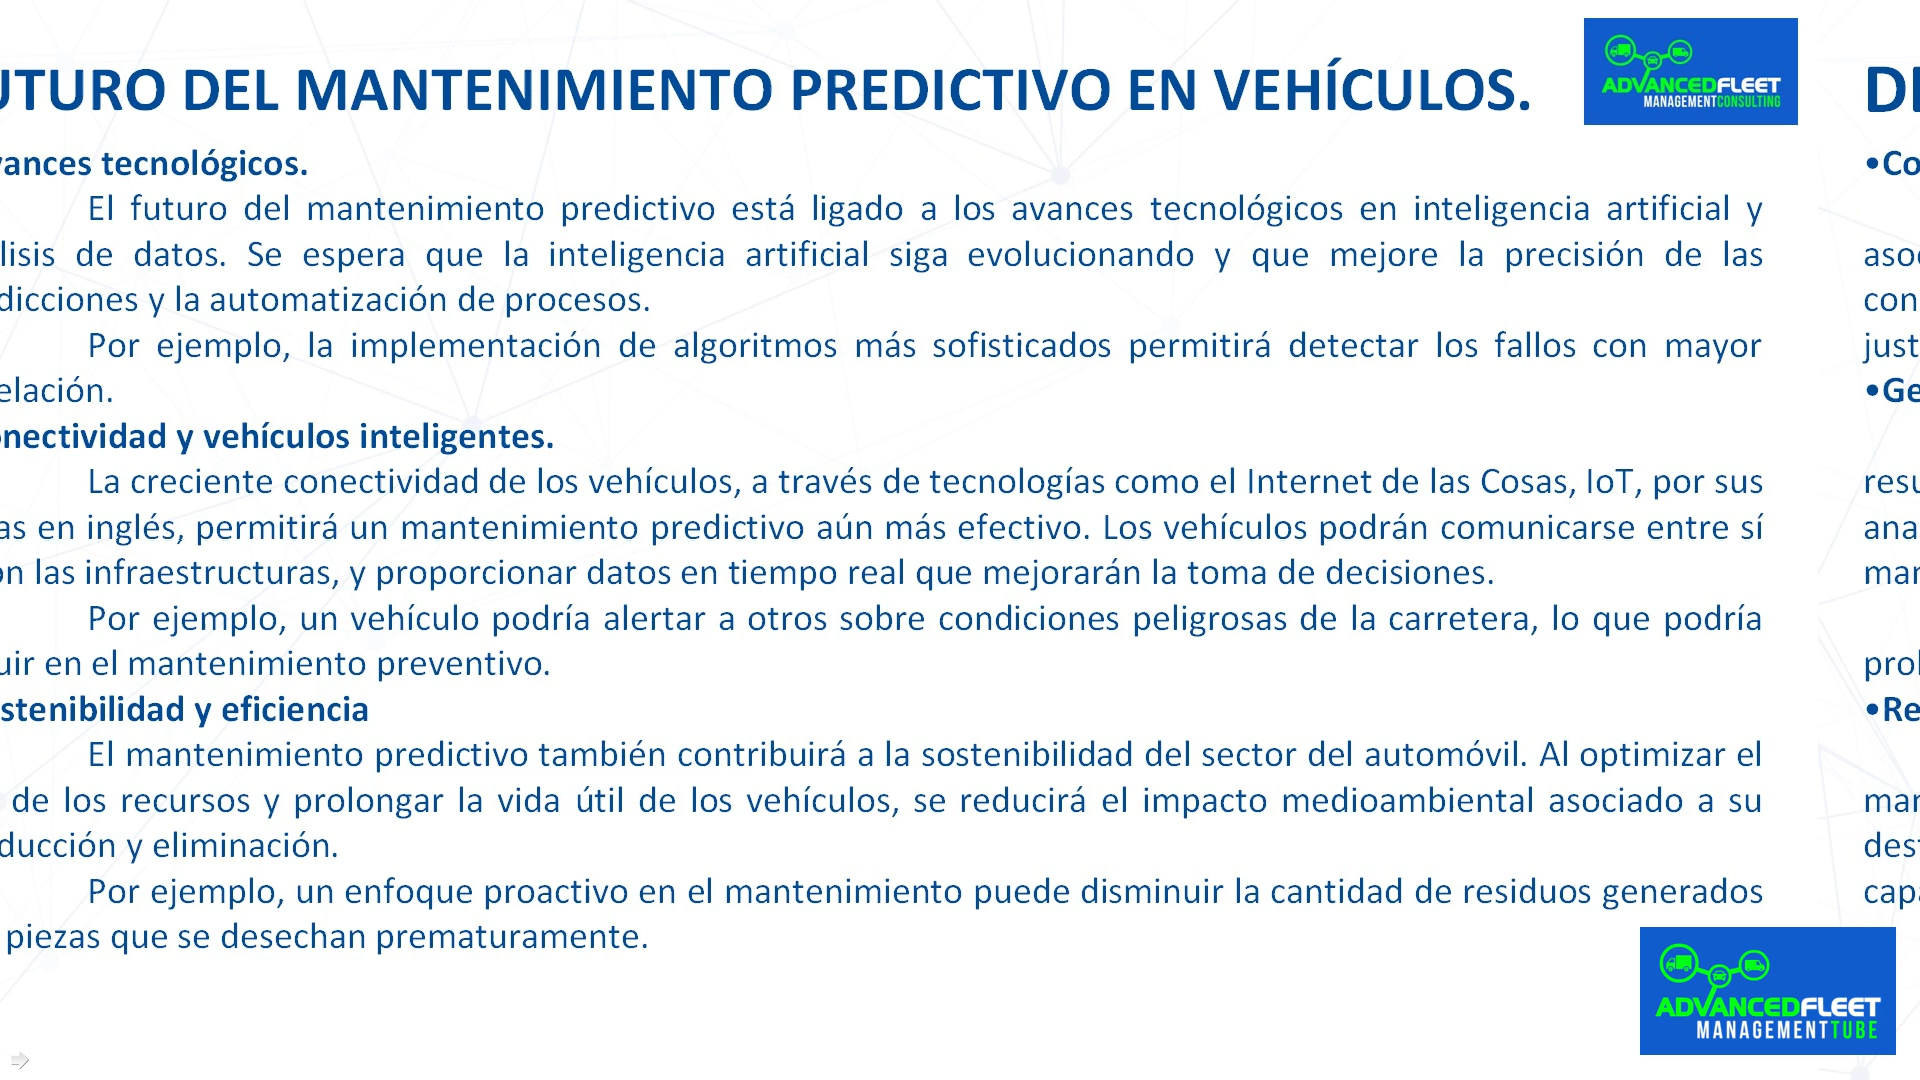 UTURO DEL MANTENIMIENTO PREDICTIVO EN VEHÍCULOS.
ADVANCEDFLEET
MANAGEMENTCONSULTING
vances tecnológicos.
El futuro del mantenimiento predictivo está ligado a los avances tecnológicos en inteligencia artificial y
lisis de datos. Se espera que la inteligencia artificial siga evolucionando y que mejore la precisión de las
dicciones y la automatización de procesos.
Por ejemplo, la implementación de algoritmos más sofisticados permitirá detectar los fallos con mayor
elación.
onectividad y vehículos inteligentes.
La creciente conectividad de los vehículos, a través de tecnologías como el Internet de las Cosas, IoT, por sus
as en inglés, permitirá un mantenimiento predictivo aún más efectivo. Los vehículos podrán comunicarse entre sí
on las infraestructuras, y proporcionar datos en tiempo real que mejorarán la toma de decisiones.
Por ejemplo, un vehículo podría alertar a otros sobre condiciones peligrosas de la carretera, lo que podría
uir en el mantenimiento preventivo.
stenibilidad y eficiencia
El mantenimiento predictivo también contribuirá a la sostenibilidad del sector del automóvil. Al optimizar el
de los recursos y prolongar la vida útil de los vehículos, se reducirá el impacto medioambiental asociado a su
ducción y eliminación.
Por ejemplo, un enfoque proactivo en el mantenimiento puede disminuir la cantidad de residuos generados
piezas que se desechan prematuramente.
•Co
aso
con
just
•Ge
resu
ana
man
•Re
dest
capa
ADVANCEDFLEET
MANAGEMENTTUBE